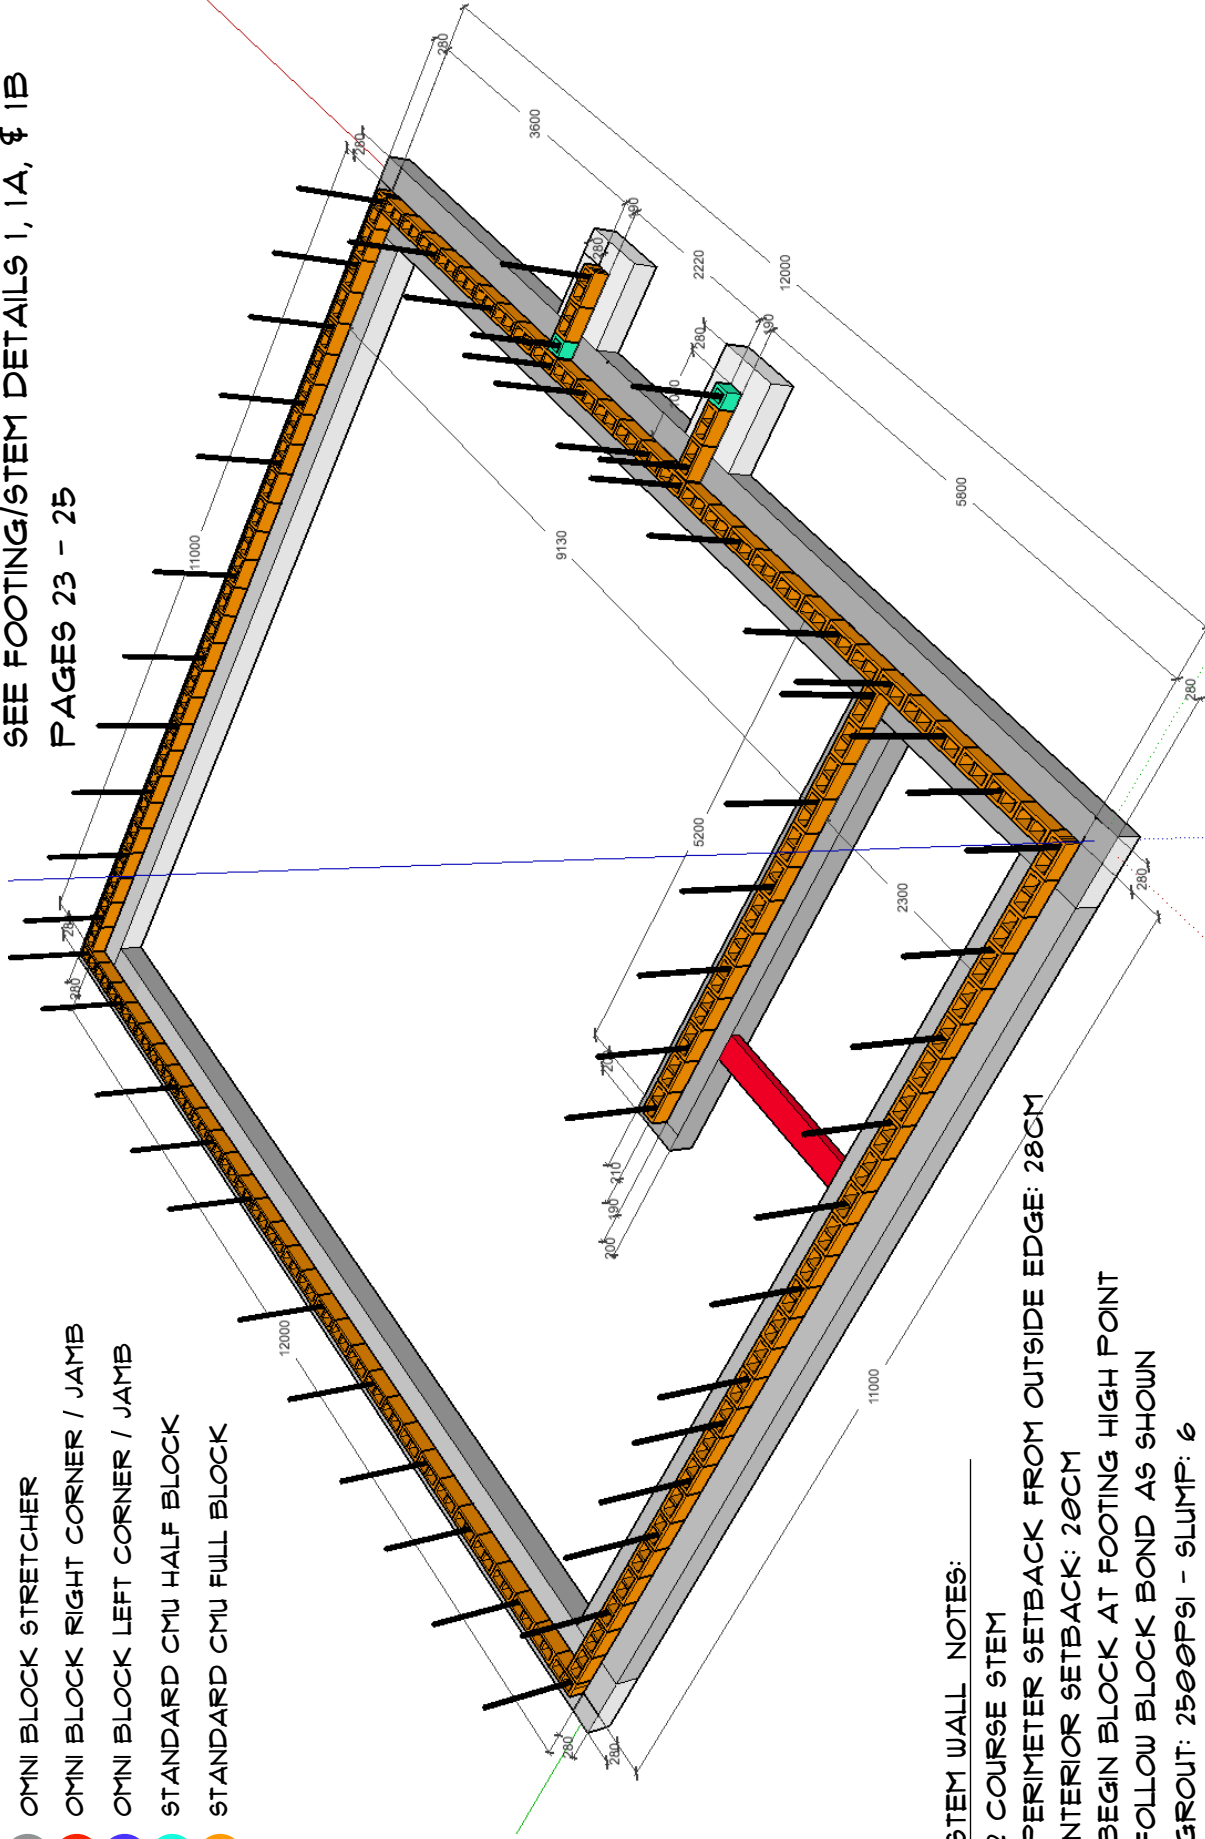 SEE FOOTING/STEM DETAILS 1, 1A, & 1B
PAGES 23 - 25
OMNI BLOCK STRETCHER
OMNI BLOCK RIGHT CORNER / JAMB
OMNI BLOCK LEFT CORNER / JAMB
STANDARD CMU HALF BLOCK
STANDARD CMU FULL BLOCK
280
3600
280
190
280
2220
12000
190
280
5800
280
11000
9130
5200
2300
280
280
280
12000
210
190
200
280
280
11000
STEM WALL NOTES:
COURSE STEM
PERIMETER SETBACK FROM OUTSIDE EDGE: 28CM
INTERIOR SETBACK: 20CM
BEGIN BLOCK AT FOOTING HIGH POINT
FOLLOW BLOCK BOND AS SHOWN
GROUT: 2500PSI - SLUMP: 6